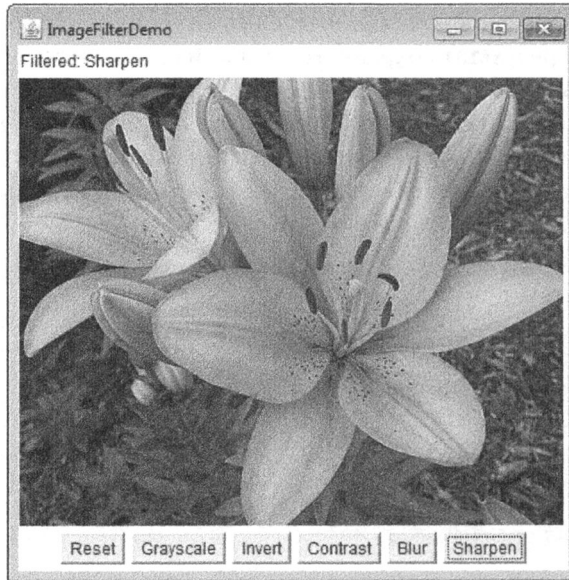 ImageFilterDemo
Filtered: Sharpen
Reset Grayscale Invert Contrast Blur Sharpen